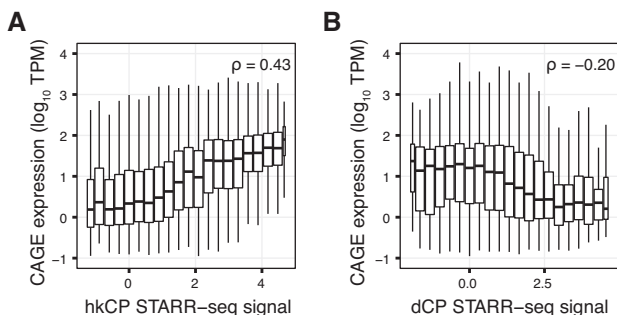 A
B
CAGE expression (log10 TPM)
4
3
2
1
0
−1
ρ = 0.43
0
2
4
hkCP STARR−seq signal
CAGE expression (log10 TPM)
4
3
2
1
0
−1
ρ = −0.20
0.0
2.5
dCP STARR−seq signal